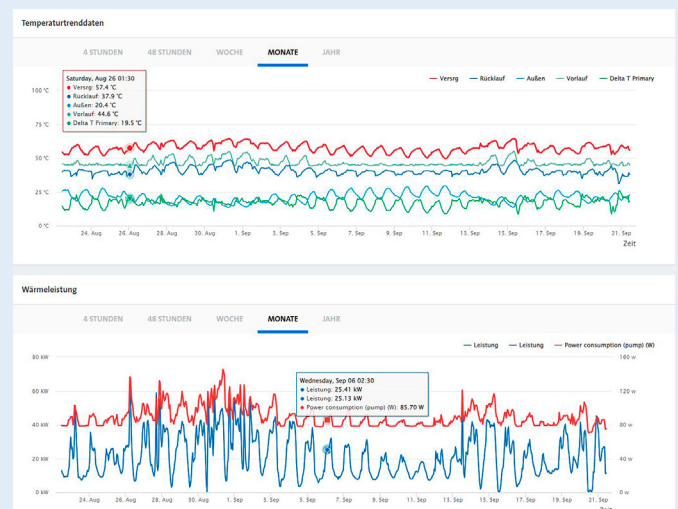 Temperaturtrenddaten
4 STUNDEN 48 STUNDEN WOCHE MONATE JAHR
Versrg Rücklauf Außen Vorlauf Delta T Primary
Saturday, Aug 26 01:30
Versrg: 57.4 °C
Rücklauf: 37.9 °C
Außen: 20.4 °C
Vorlauf: 44.6 °C
Delta T Primary: 19.5 °C
100 °C
75 °C
50 °C
25 °C
0 °C
24. Aug 26. Aug 28. Aug 30. Aug 1. Sep 3. Sep 5. Sep 7. Sep 9. Sep 11. Sep 13. Sep 15. Sep 17. Sep 19. Sep 21. Sep
Zeit
Wärmeleistung
4 STUNDEN 48 STUNDEN WOCHE MONATE JAHR
Leistung Leistung Power consumption (pump) (W)
80 kW 160 w
Wednesday, Sep 06 02:30
Leistung: 25.41 kW
Leistung: 25.13 kW
Power consumption (pump) (W): 85.70 W
60 kW 120 w
40 kW 80 w
20 kW 40 w
0 kW 0 w
24. Aug 26. Aug 28. Aug 30. Aug 1. Sep 3. Sep 5. Sep 7. Sep 9. Sep 11. Sep 13. Sep 15. Sep 17. Sep 19. Sep 21. Sep